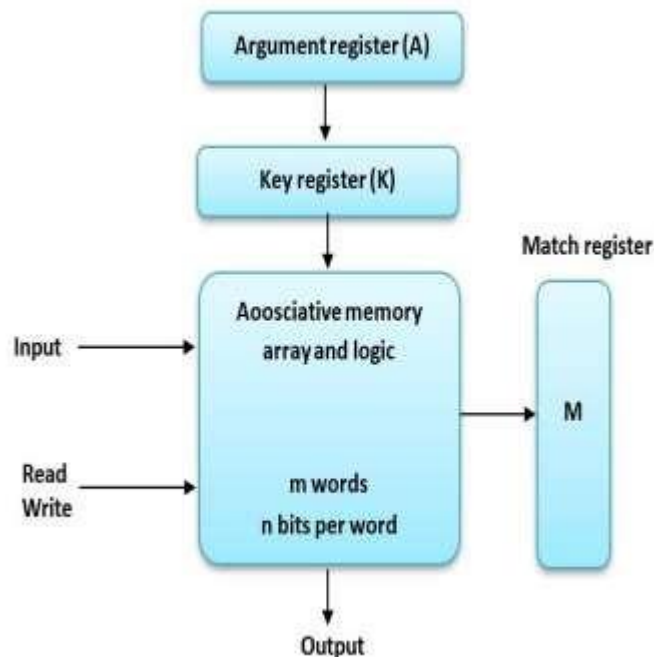 Argument register (A)
Key register (K)
Match register
Aoosciative memory
array and logic
Input
M
Read
Write
m words
n bits per word
Output